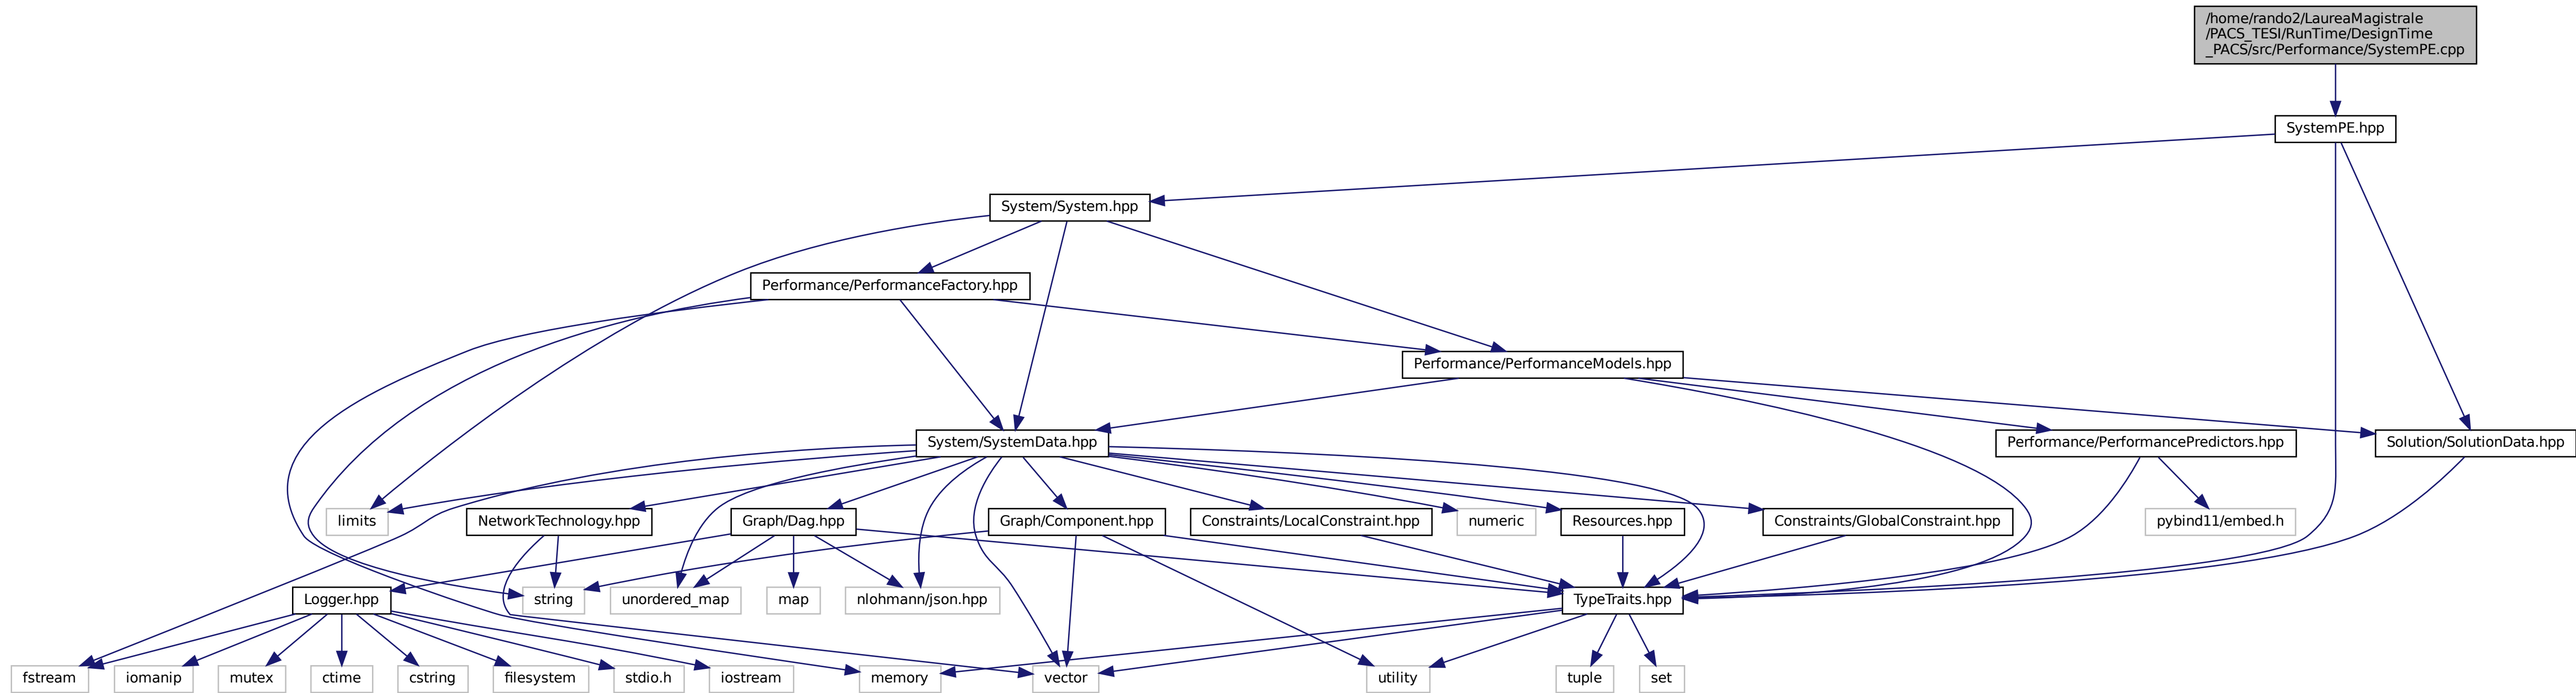 /home/rando2/LaureaMagistrale
/PACS_TESI/RunTime/DesignTime
_PACS/src/Performance/SystemPE.cpp
SystemPE.hpp
System/System.hpp
Performance/PerformanceFactory.hpp
Performance/PerformanceModels.hpp
System/SystemData.hpp
Performance/PerformancePredictors.hpp
Solution/SolutionData.hpp
limits
NetworkTechnology.hpp
Graph/Dag.hpp
Graph/Component.hpp
Constraints/LocalConstraint.hpp
numeric
Resources.hpp
Constraints/GlobalConstraint.hpp
pybind11/embed.h
Logger.hpp
string
unordered_map
map
nlohmann/json.hpp
TypeTraits.hpp
fstream
iomanip
mutex
ctime
cstring
filesystem
stdio.h
iostream
memory
vector
utility
tuple
set